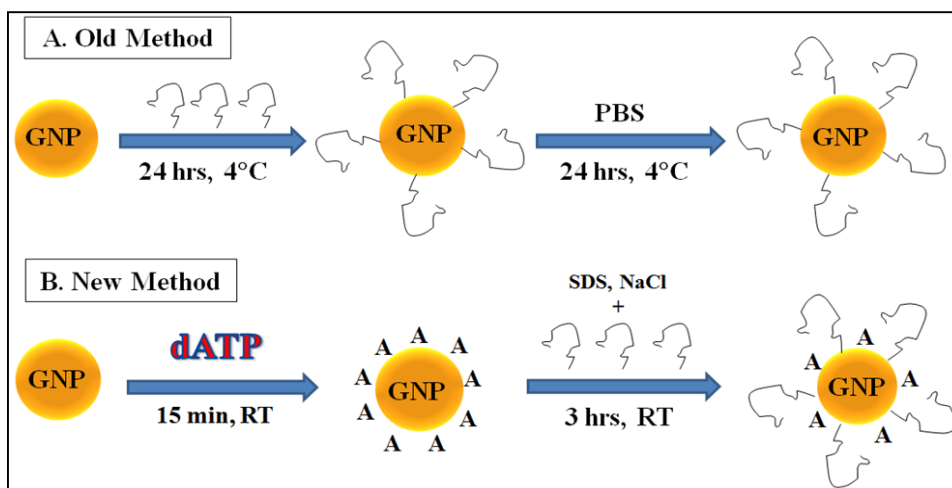 A. Old Method
GNP
24 hrs, 4°C
GNP
PBS
24 hrs, 4°C
GNP
B. New Method
GNP
dATP
15 min, RT
A A A A A A A A A
GNP
SDS, NaCl
+
3 hrs, RT
A A A A A
GNP